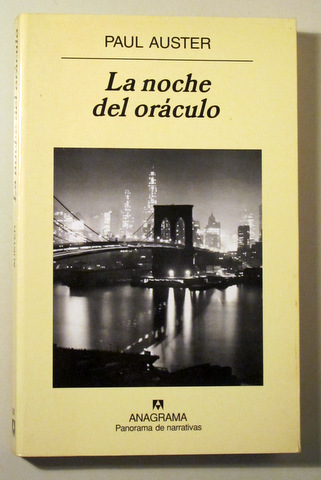 PAUL AUSTER
La noche
del oráculo
ANAGRAMA
Panorama de narrativas